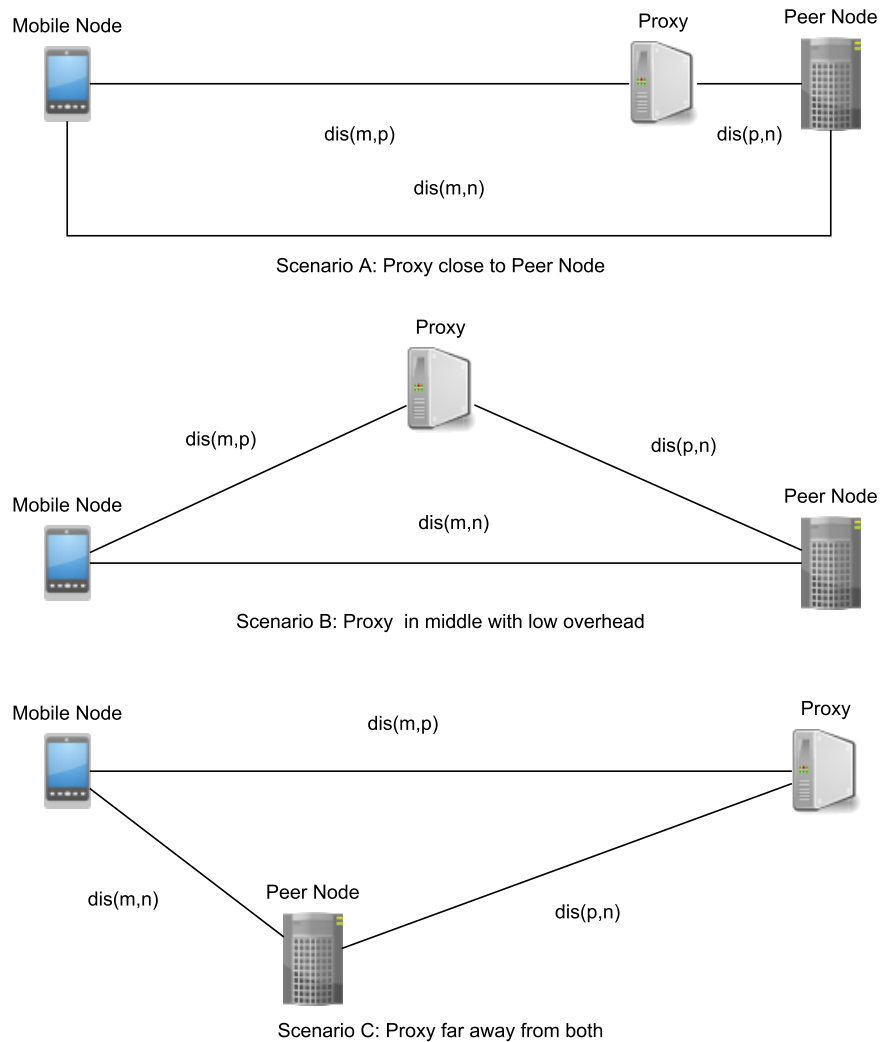 Mobile Node
Proxy
Peer Node
dis(m,p)
dis(p,n)
dis(m,n)
Scenario A: Proxy close to Peer Node
Proxy
dis(m,p)
dis(p,n)
Mobile Node
Peer Node
dis(m,n)
Scenario B: Proxy in middle with low overhead
Mobile Node
Proxy
dis(m,p)
dis(m,n)
Peer Node
dis(p,n)
Scenario C: Proxy far away from both